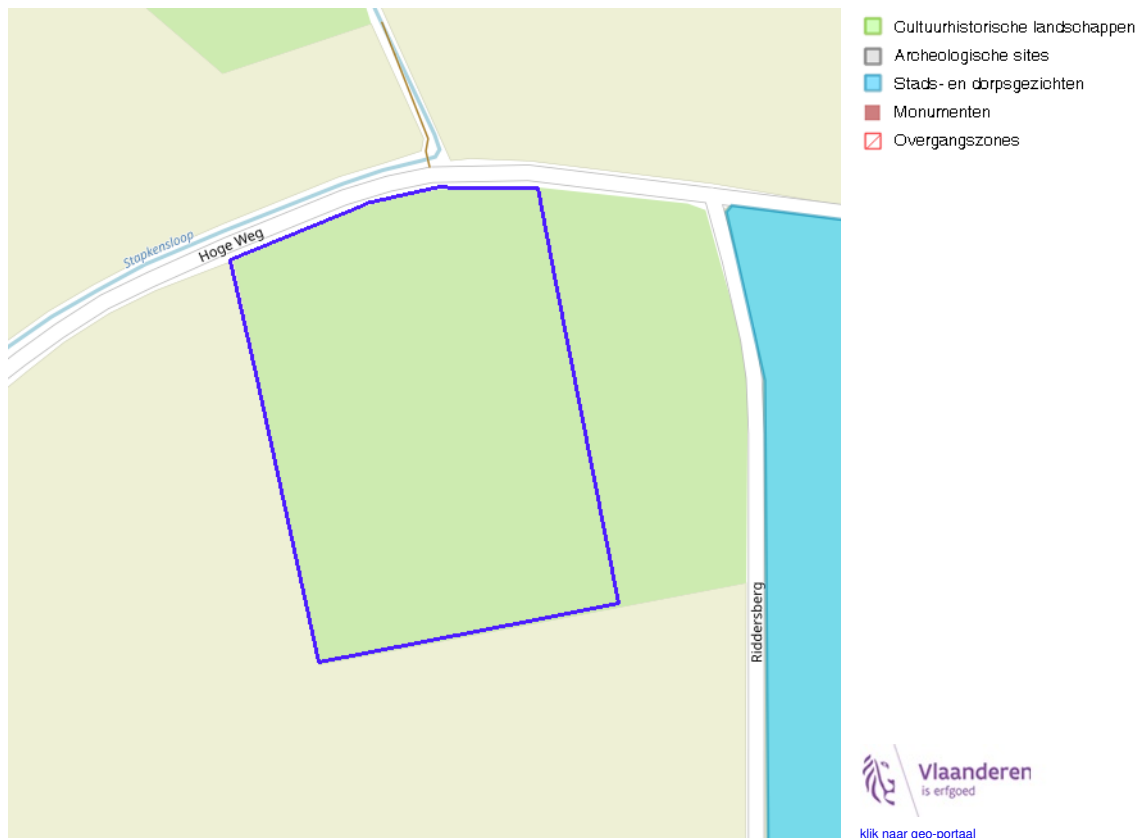 Cultuurhistorische landschappen
Archeologische sites
Stads- en dorpsgezichten
Monumenten
Overgangszones
Stapkensloop
Hoge Weg
Riddersberg
Vlaanderen
is erfgoed
klik naar geo-portaal